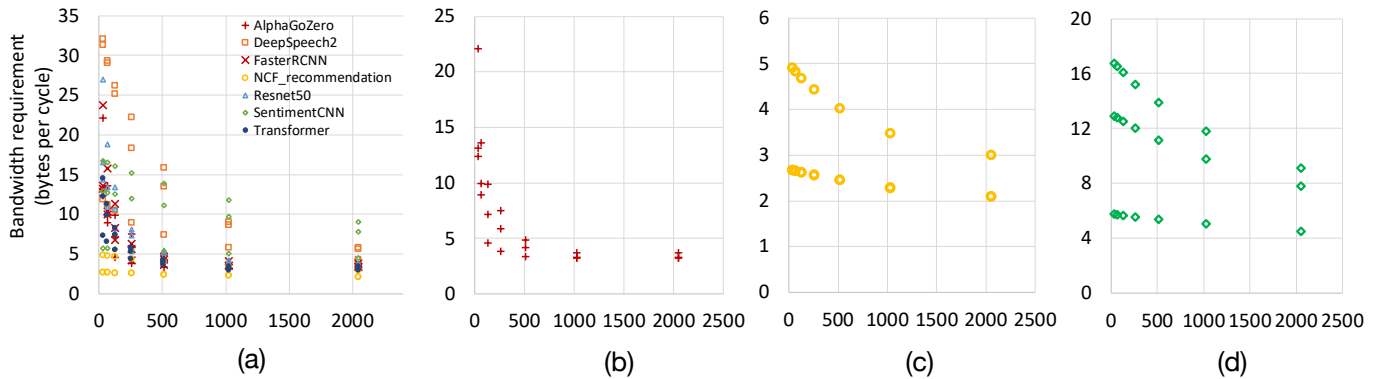 Bandwidth requirement
(bytes per cycle)
35
30
25
20
15
10
5
0
0 500 1000 1500 2000
AlphaGoZero
DeepSpeech2
FasterRCNN
NCF_recommendation
Resnet50
SentimentCNN
Transformer
(a)
25
20
15
10
5
0
0 500 1000 1500 2000 2500
(b)
6
5
4
3
2
1
0
0 500 1000 1500 2000 2500
(c)
20
16
12
8
4
0
0 500 1000 1500 2000 2500
(d)